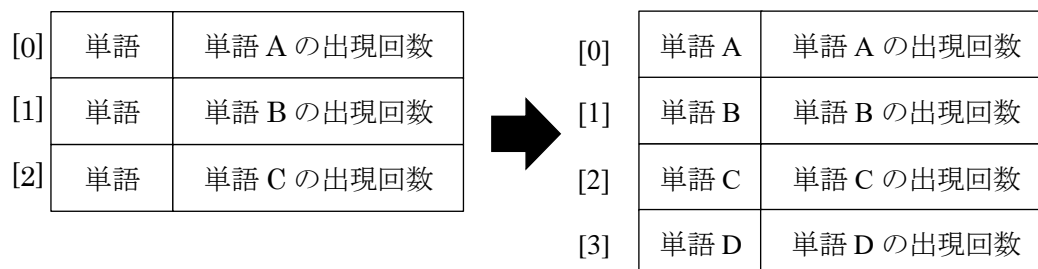 [0] 単語 単語 A の出現回数
[1] 単語 単語 B の出現回数
[2] 単語 単語 C の出現回数
[0] 単語 A 単語 A の出現回数
[1] 単語 B 単語 B の出現回数
[2] 単語 C 単語 C の出現回数
[3] 単語 D 単語 D の出現回数